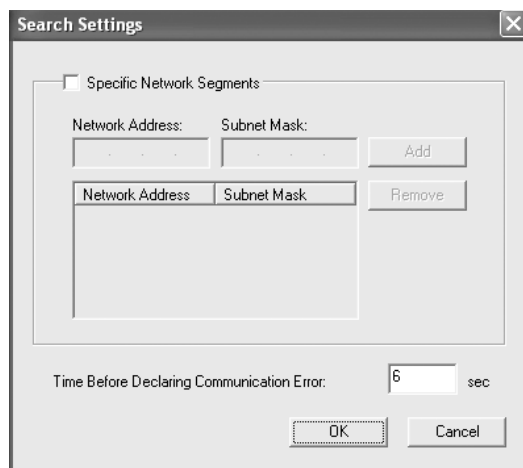 Search Settings
Specific Network Segments
Network Address: Subnet Mask:
Add
Network Address Subnet Mask
Remove
Time Before Declaring Communication Error: 6 sec
OK Cancel